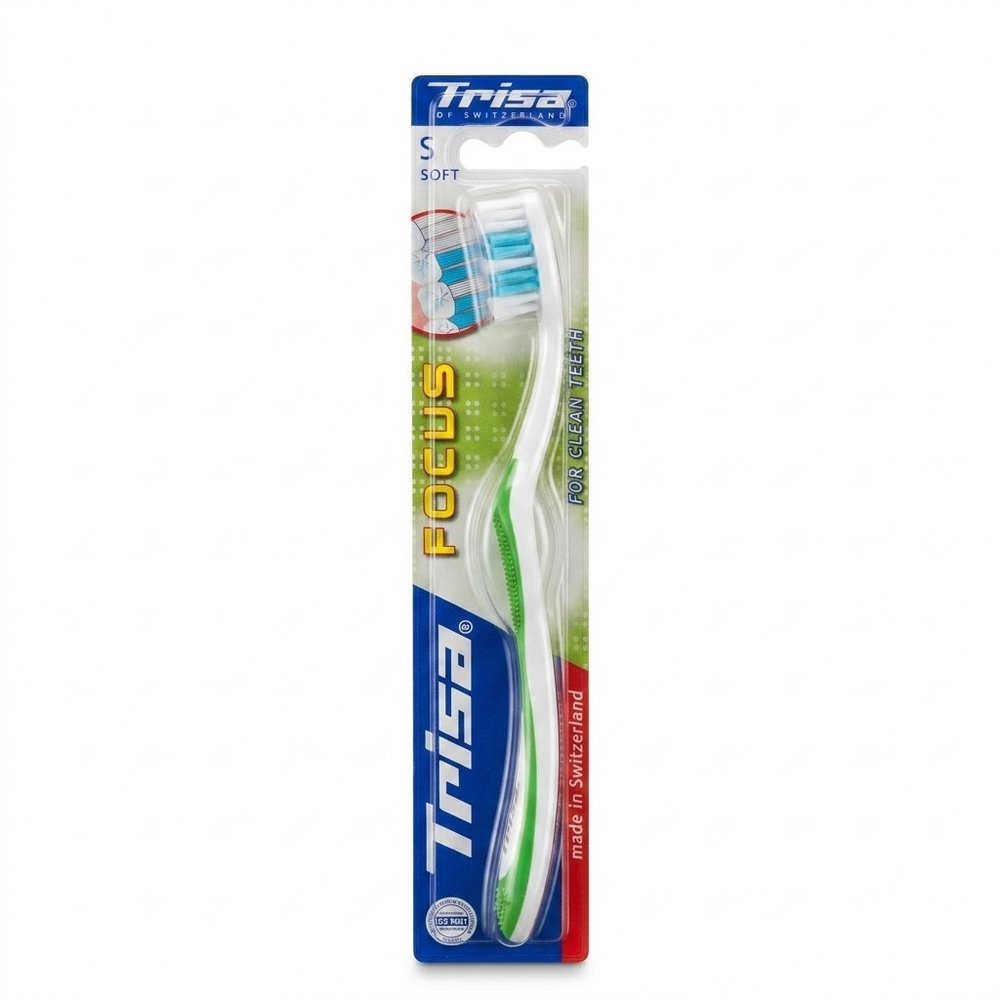 Trisa®
OF SWITZERLAND
S
SOFT
FOCUS
FOR CLEAN TEETH
Trisa®
made in Switzerland